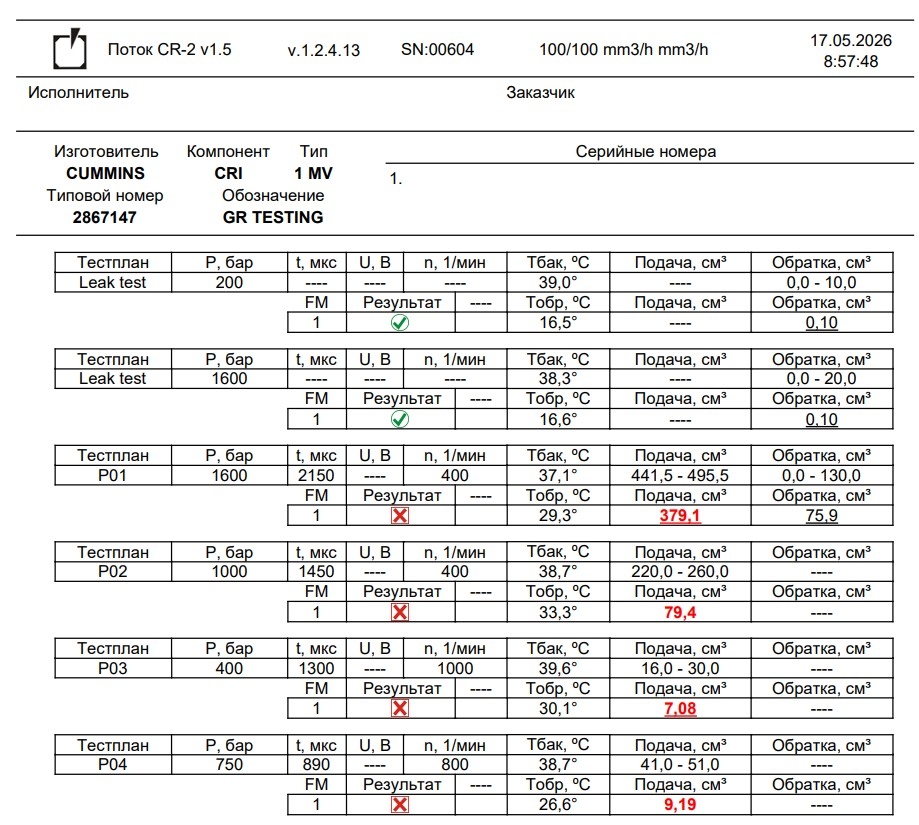 Поток CR-2 v1.5 v.1.2.4.13 SN:00604 100/100 mm3/h mm3/h 17.05.2026
8:57:48
Исполнитель Заказчик
Изготовитель Компонент Тип Серийные номера
CUMMINS CRI 1 MV 1.
Типовой номер Обозначение
2867147 GR TESTING
Тестплан P, бар t, мкс U, В n, 1/мин Тбак, ºC Подача, см³ Обратка, см³
Leak test 200 ---- ---- ---- 39,0° ---- 0,0 - 10,0
FM Результат ---- Тобр, ºC Подача, см³ Обратка, см³
1 16,5° ---- 0,10
Тестплан P, бар t, мкс U, В n, 1/мин Тбак, ºC Подача, см³ Обратка, см³
Leak test 1600 ---- ---- ---- 38,3° ---- 0,0 - 20,0
FM Результат ---- Тобр, ºC Подача, см³ Обратка, см³
1 16,6° ---- 0,10
Тестплан P, бар t, мкс U, В n, 1/мин Тбак, ºC Подача, см³ Обратка, см³
P01 1600 2150 ---- 400 37,1° 441,5 - 495,5 0,0 - 130,0
FM Результат ---- Тобр, ºC Подача, см³ Обратка, см³
1 29,3° 379,1 75,9
Тестплан P, бар t, мкс U, В n, 1/мин Тбак, ºC Подача, см³ Обратка, см³
P02 1000 1450 ---- 400 38,7° 220,0 - 260,0 ----
FM Результат ---- Тобр, ºC Подача, см³ Обратка, см³
1 33,3° 79,4 ----
Тестплан P, бар t, мкс U, В n, 1/мин Тбак, ºC Подача, см³ Обратка, см³
P03 400 1300 ---- 1000 39,6° 16,0 - 30,0 ----
FM Результат ---- Тобр, ºC Подача, см³ Обратка, см³
1 30,1° 7,08 ----
Тестплан P, бар t, мкс U, В n, 1/мин Тбак, ºC Подача, см³ Обратка, см³
P04 750 890 ---- 800 38,7° 41,0 - 51,0 ----
FM Результат ---- Тобр, ºC Подача, см³ Обратка, см³
1 26,6° 9,19 ----